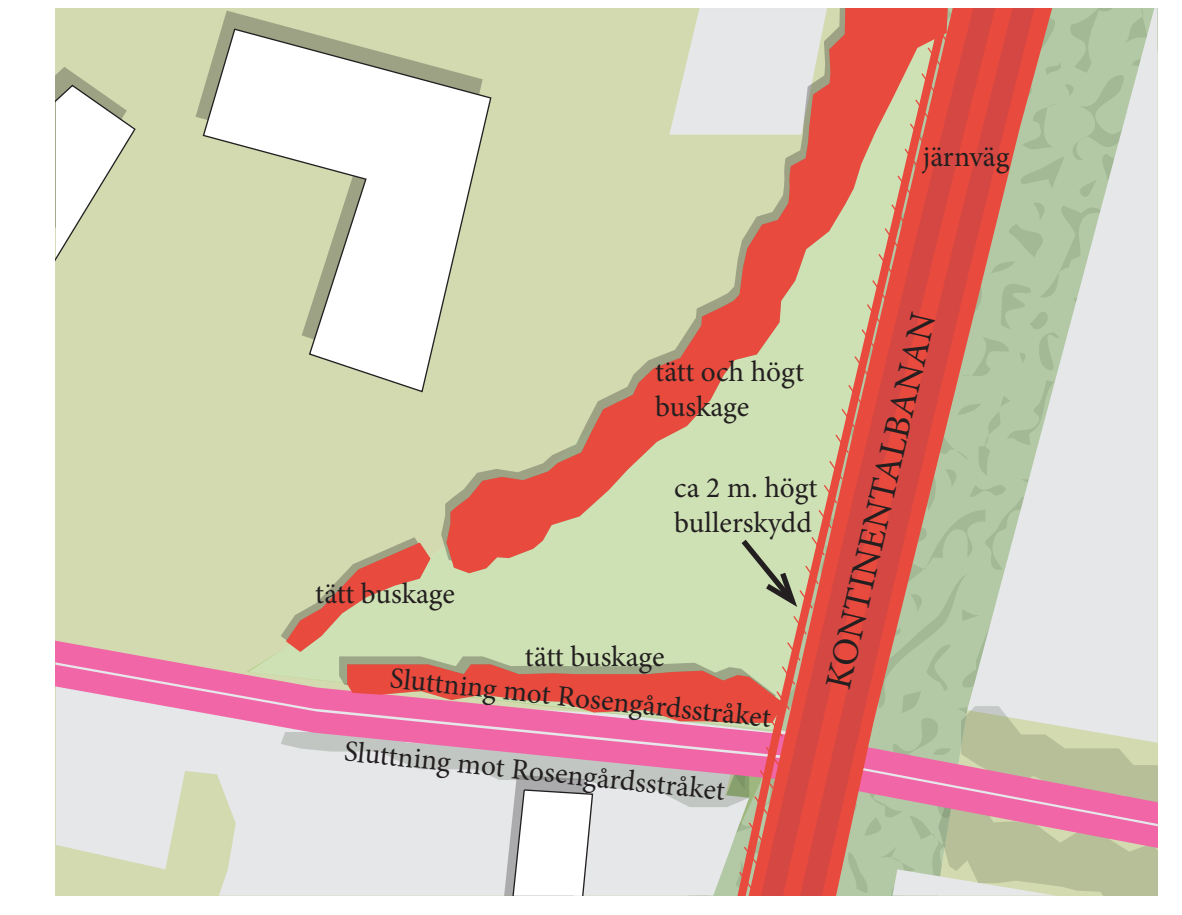 järnväg
KONTINENTALBANAN
tätt och högt
buskage
ca 2 m. högt
bullerskydd
tätt buskage
tätt buskage
Sluttning mot Rosengårdsstråket
Sluttning mot Rosengårdsstråket